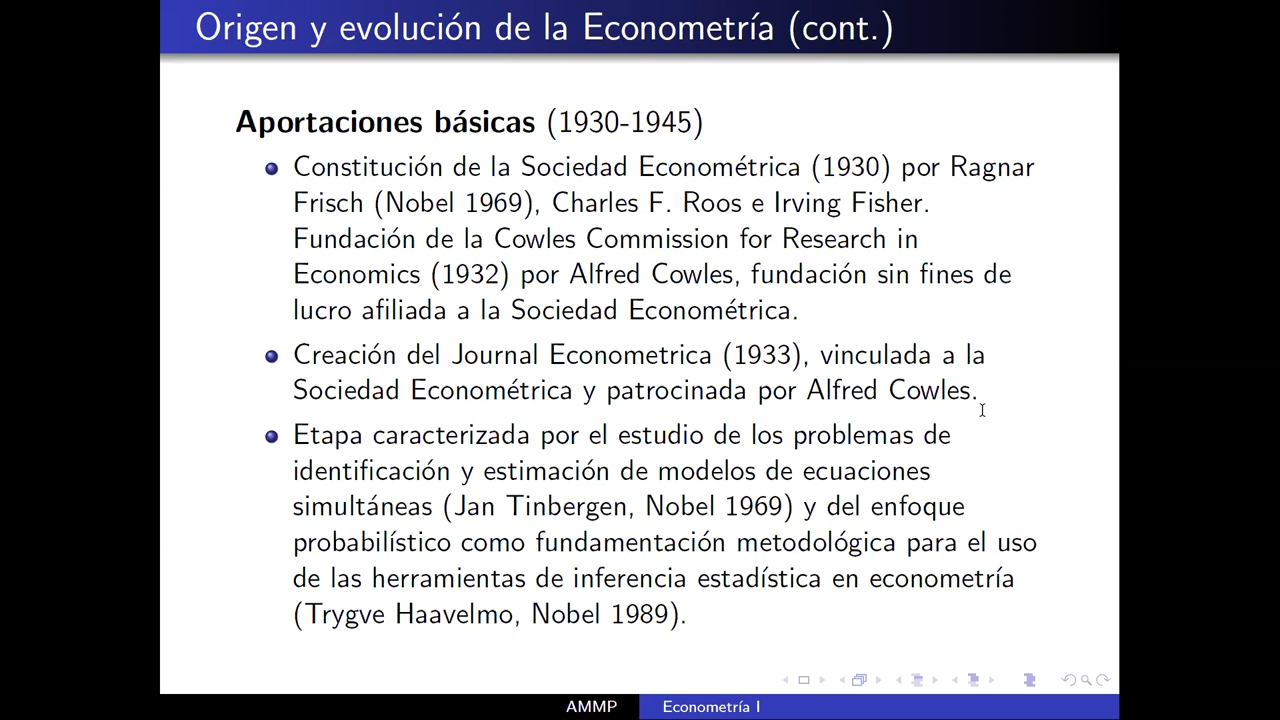 Origen y evolución de la Econometría (cont.)
Aportaciones básicas (1930-1945)
Constitución de la Sociedad Econométrica (1930) por Ragnar
Frisch (Nobel 1969), Charles F. Roos e Irving Fisher.
Fundación de la Cowles Commission for Research in
Economics (1932) por Alfred Cowles, fundación sin fines de
lucro afiliada a la Sociedad Econométrica.
Creación del Journal Econometrica (1933), vinculada a la
Sociedad Econométrica y patrocinada por Alfred Cowles.
Etapa caracterizada por el estudio de los problemas de
identificación y estimación de modelos de ecuaciones
simultáneas (Jan Tinbergen, Nobel 1969) y del enfoque
probabilístico como fundamentación metodológica para el uso
de las herramientas de inferencia estadística en econometría
(Trygve Haavelmo, Nobel 1989).
AMMP Econometría I